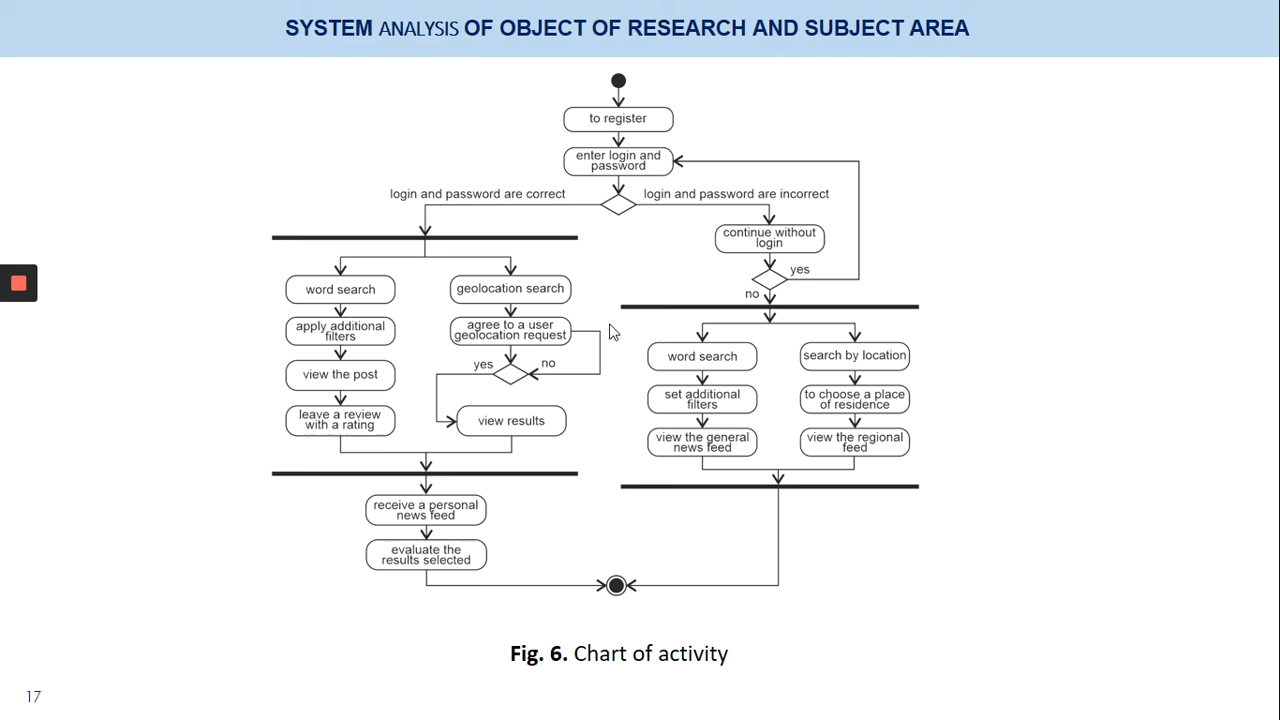 SYSTEM ANALYSIS OF OBJECT OF RESEARCH AND SUBJECT AREA
to register
enter login and
password
login and password are correct
login and password are incorrect
continue without
login
yes
no
word search
geolocation search
apply additional
filters
agree to a user
geolocation request
yes
no
view the post
leave a review
with a rating
view results
word search
search by location
set additional
filters
to choose a place
of residence
view the general
news feed
view the regional
feed
receive a personal
news feed
evaluate the
results selected
Fig. 6. Chart of activity
17